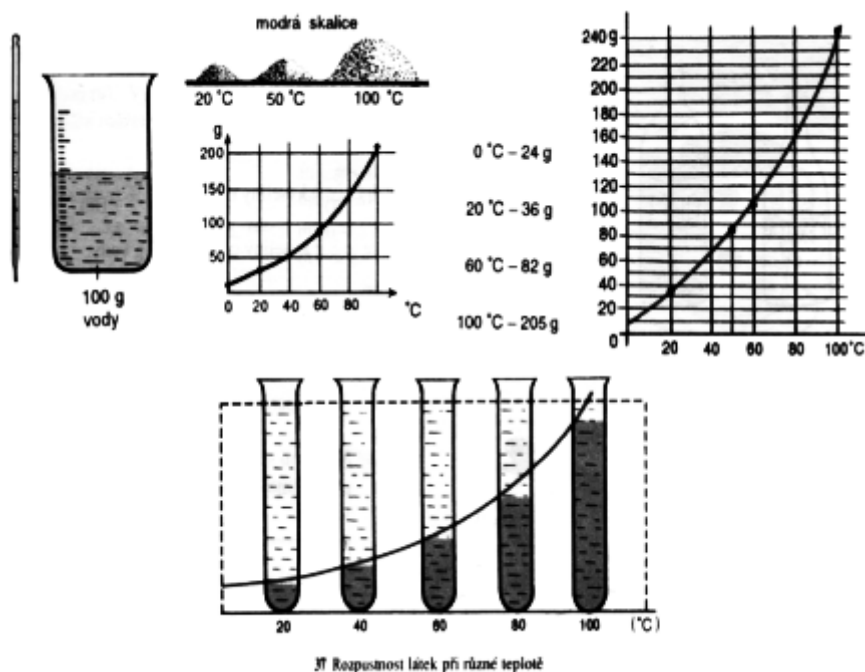 modrá skalice
20 °C 50 °C 100 °C
100 g
vody
g
200
150
100
50
0 20 40 60 80 °C
0 °C – 24 g
20 °C – 36 g
60 °C – 82 g
100 °C – 205 g
240 g
220
200
180
160
140
120
100
80
60
40
20
0
20 40 60 80 100 °C
20 40 60 80 100 (°C)
37 Rozpustnost látek při různé teplotě